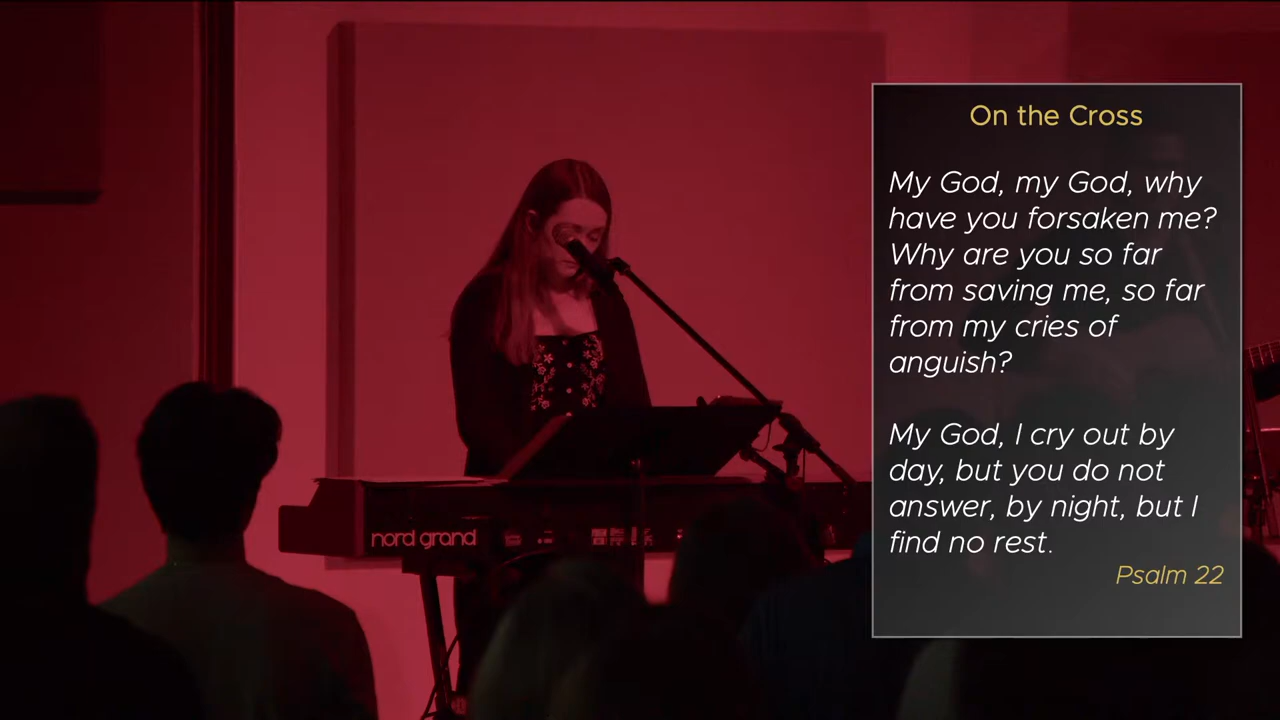 On the Cross
My God, my God, why
have you forsaken me?
Why are you so far
from saving me, so far
from my cries of
anguish?
My God, I cry out by
day, but you do not
answer, by night, but I
find no rest.
Psalm 22
nord grand